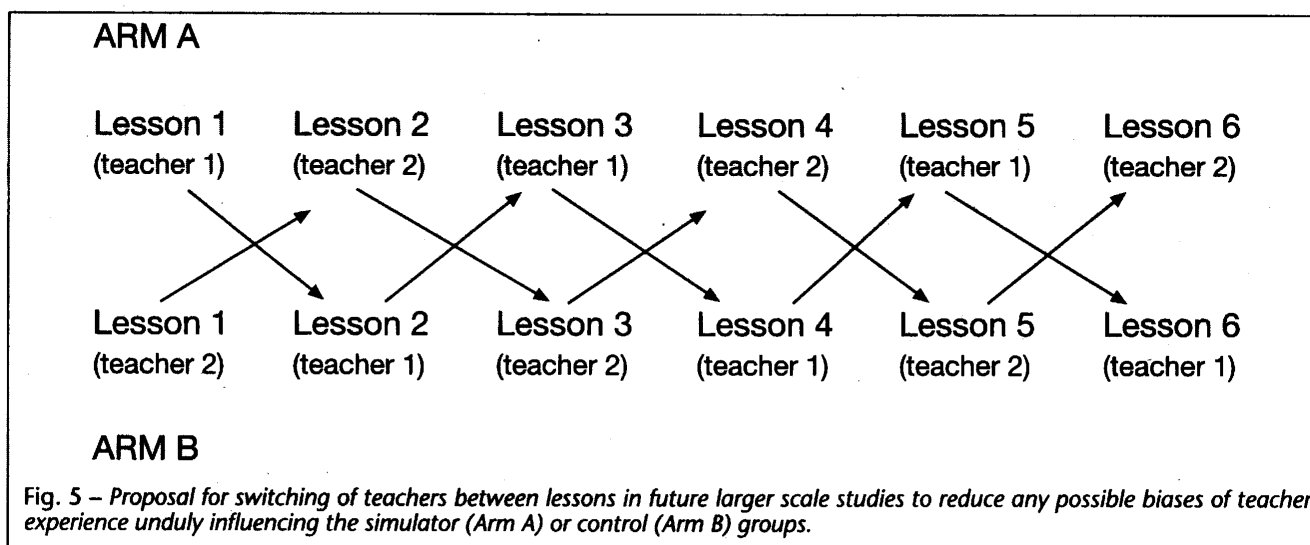 ARM A
Lesson 1 Lesson 2 Lesson 3 Lesson 4 Lesson 5 Lesson 6
(teacher 1) (teacher 2) (teacher 1) (teacher 2) (teacher 1) (teacher 2)
Lesson 1 Lesson 2 Lesson 3 Lesson 4 Lesson 5 Lesson 6
(teacher 2) (teacher 1) (teacher 2) (teacher 1) (teacher 2) (teacher 1)
ARM B
Fig. 5 – Proposal for switching of teachers between lessons in future larger scale studies to reduce any possible biases of teacher
experience unduly influencing the simulator (Arm A) or control (Arm B) groups.